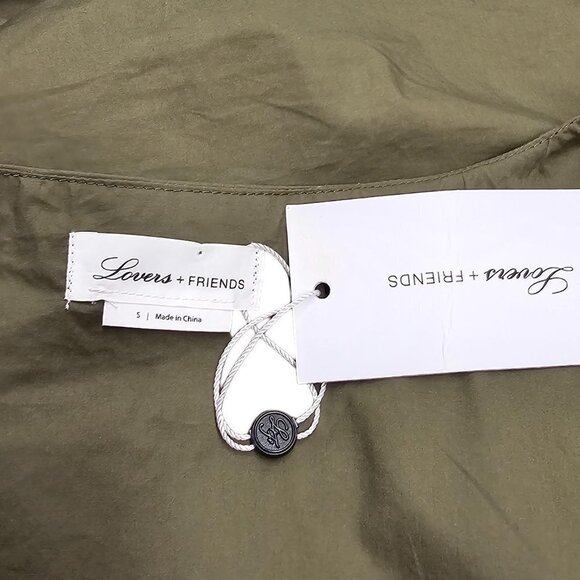 Lovers + FRIENDS
S | Made in China
Lovers + FRIENDS